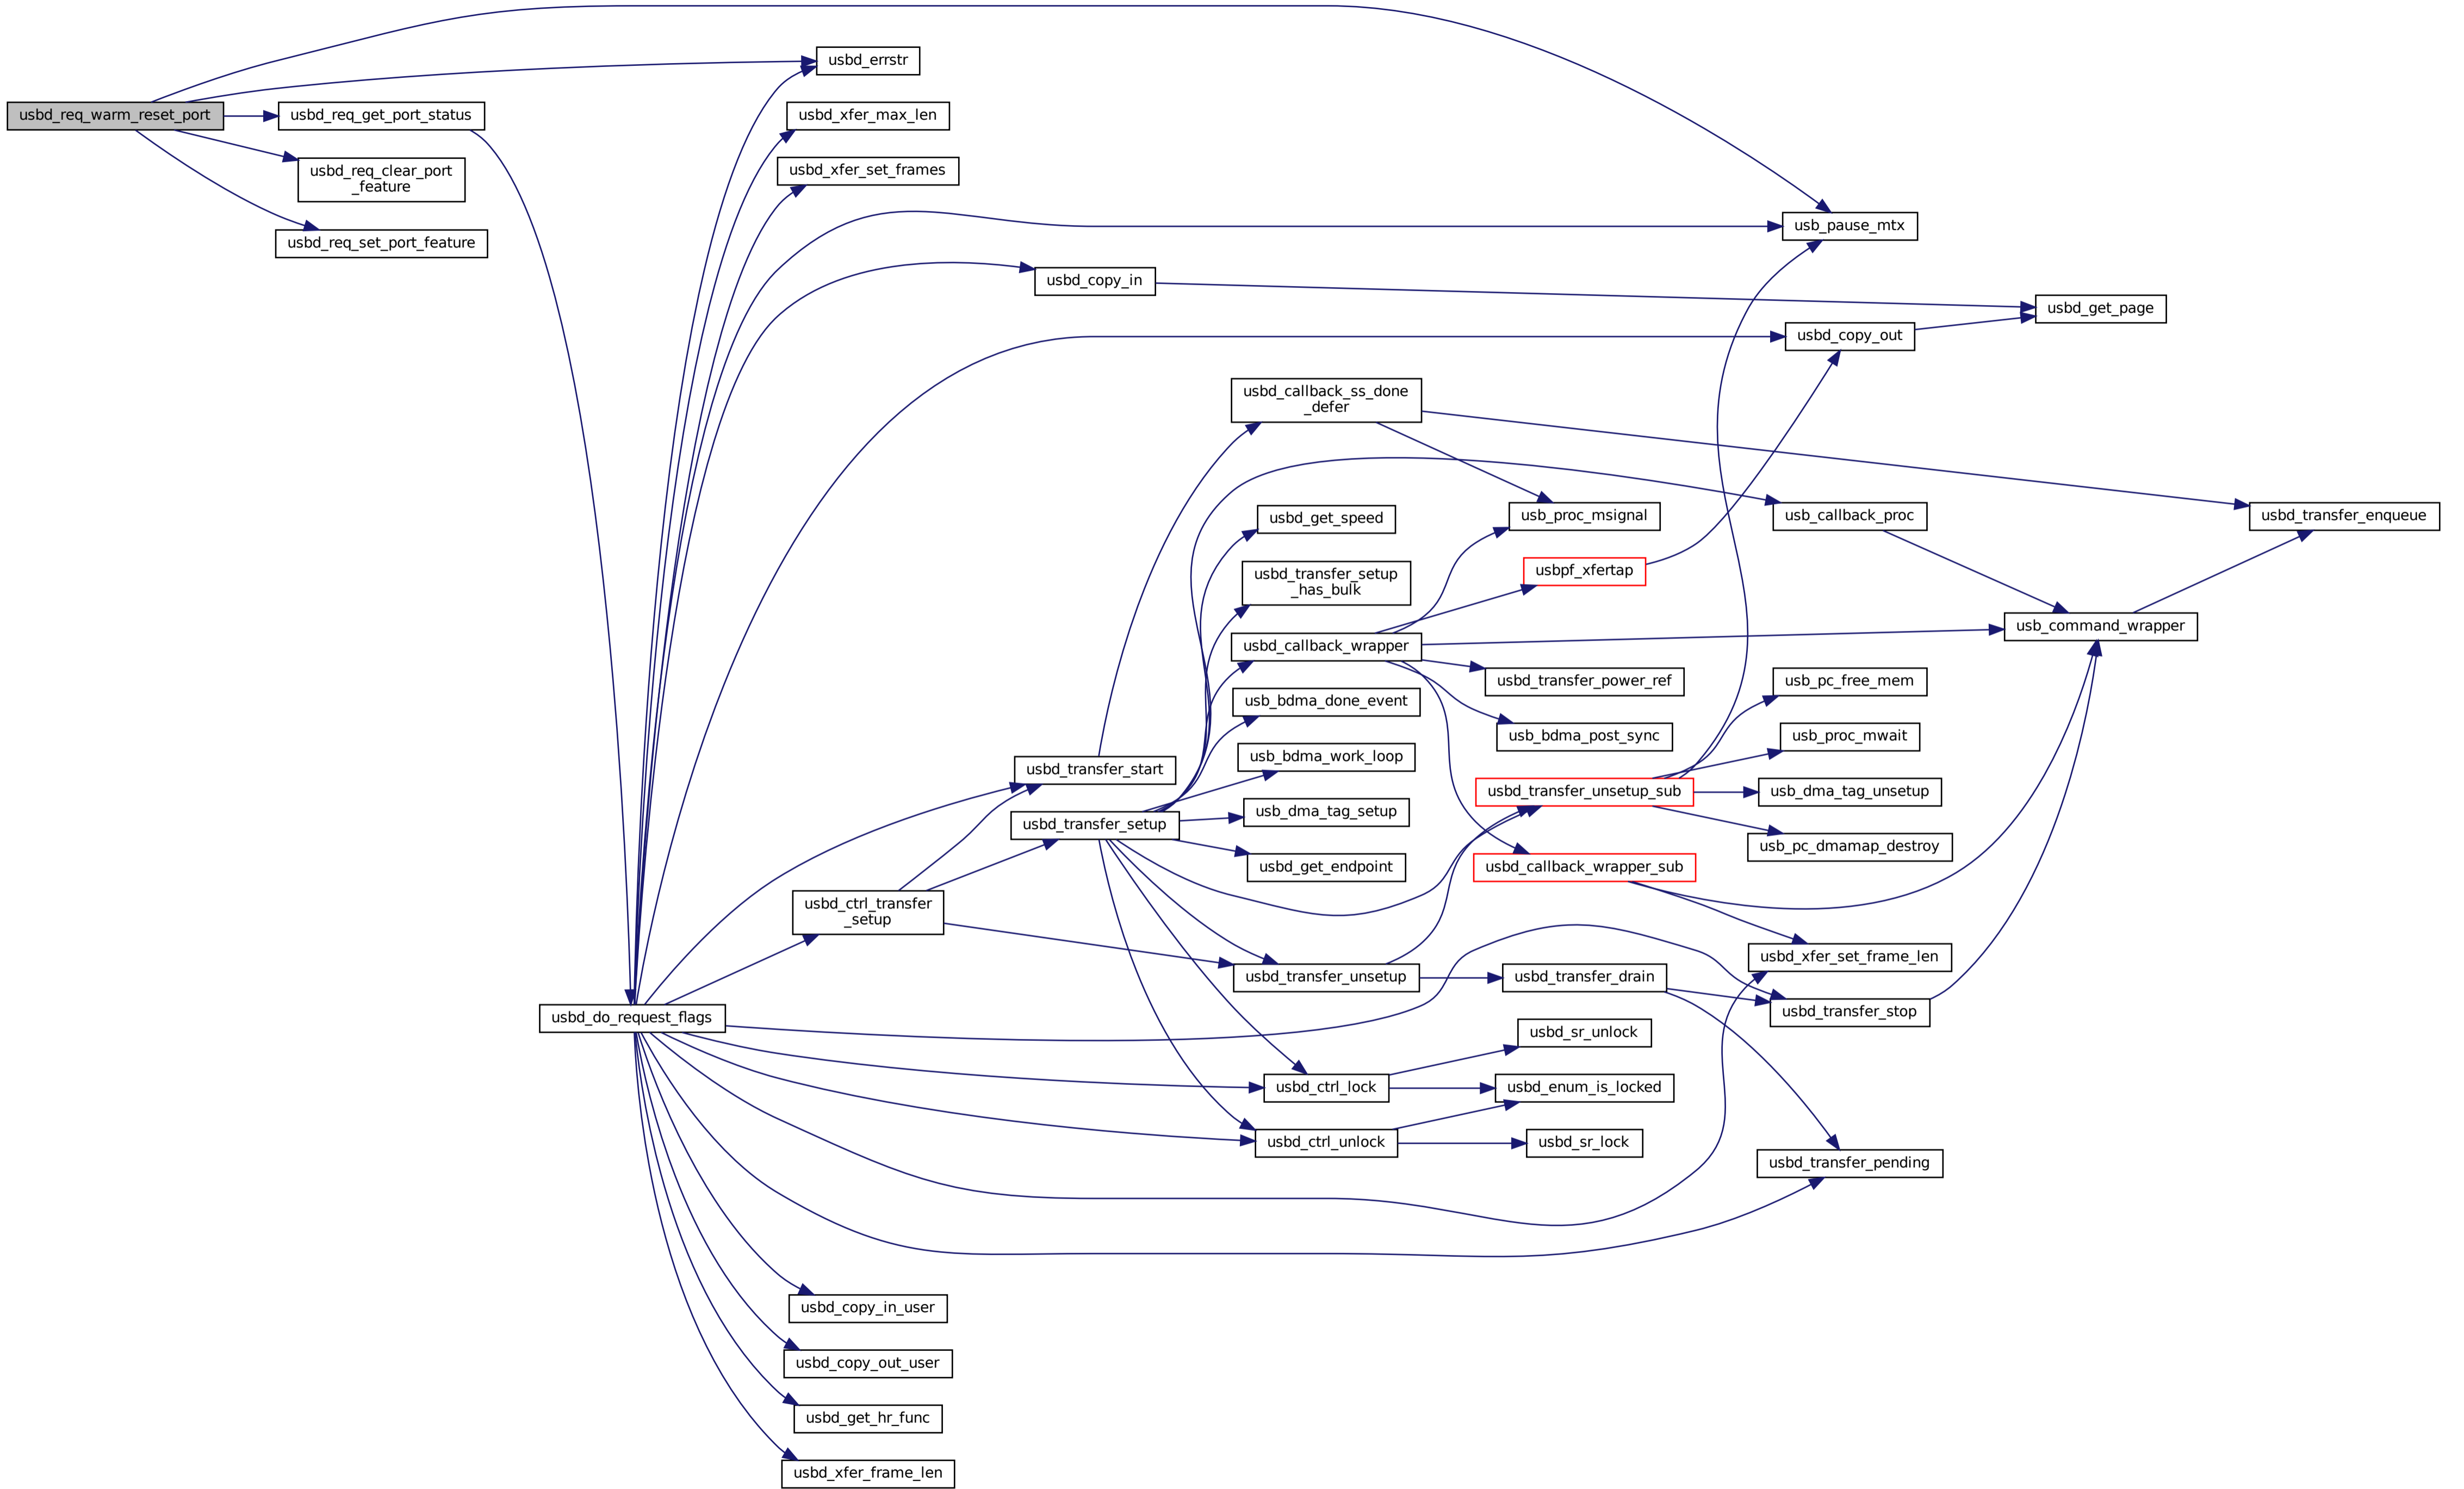 usbd_req_warm_reset_port
usbd_req_get_port_status
usbd_req_clear_port
_feature
usbd_req_set_port_feature
usbd_do_request_flags
usbd_errstr
usbd_xfer_max_len
usbd_xfer_set_frames
usbd_ctrl_transfer
_setup
usbd_copy_in_user
usbd_copy_out_user
usbd_get_hr_func
usbd_xfer_frame_len
usbd_copy_in
usbd_transfer_start
usbd_transfer_setup
usbd_callback_ss_done
_defer
usbd_get_speed
usbd_transfer_setup
_has_bulk
usbd_callback_wrapper
usb_bdma_done_event
usb_bdma_work_loop
usb_dma_tag_setup
usbd_get_endpoint
usbd_transfer_unsetup
usbd_ctrl_lock
usbd_ctrl_unlock
usb_proc_msignal
usbpf_xfertap
usbd_transfer_power_ref
usb_bdma_post_sync
usbd_transfer_unsetup_sub
usbd_callback_wrapper_sub
usbd_transfer_drain
usbd_sr_unlock
usbd_enum_is_locked
usbd_sr_lock
usb_pause_mtx
usbd_copy_out
usb_callback_proc
usb_pc_free_mem
usb_proc_mwait
usb_dma_tag_unsetup
usb_pc_dmamap_destroy
usbd_xfer_set_frame_len
usbd_transfer_stop
usbd_transfer_pending
usbd_get_page
usb_command_wrapper
usbd_transfer_enqueue